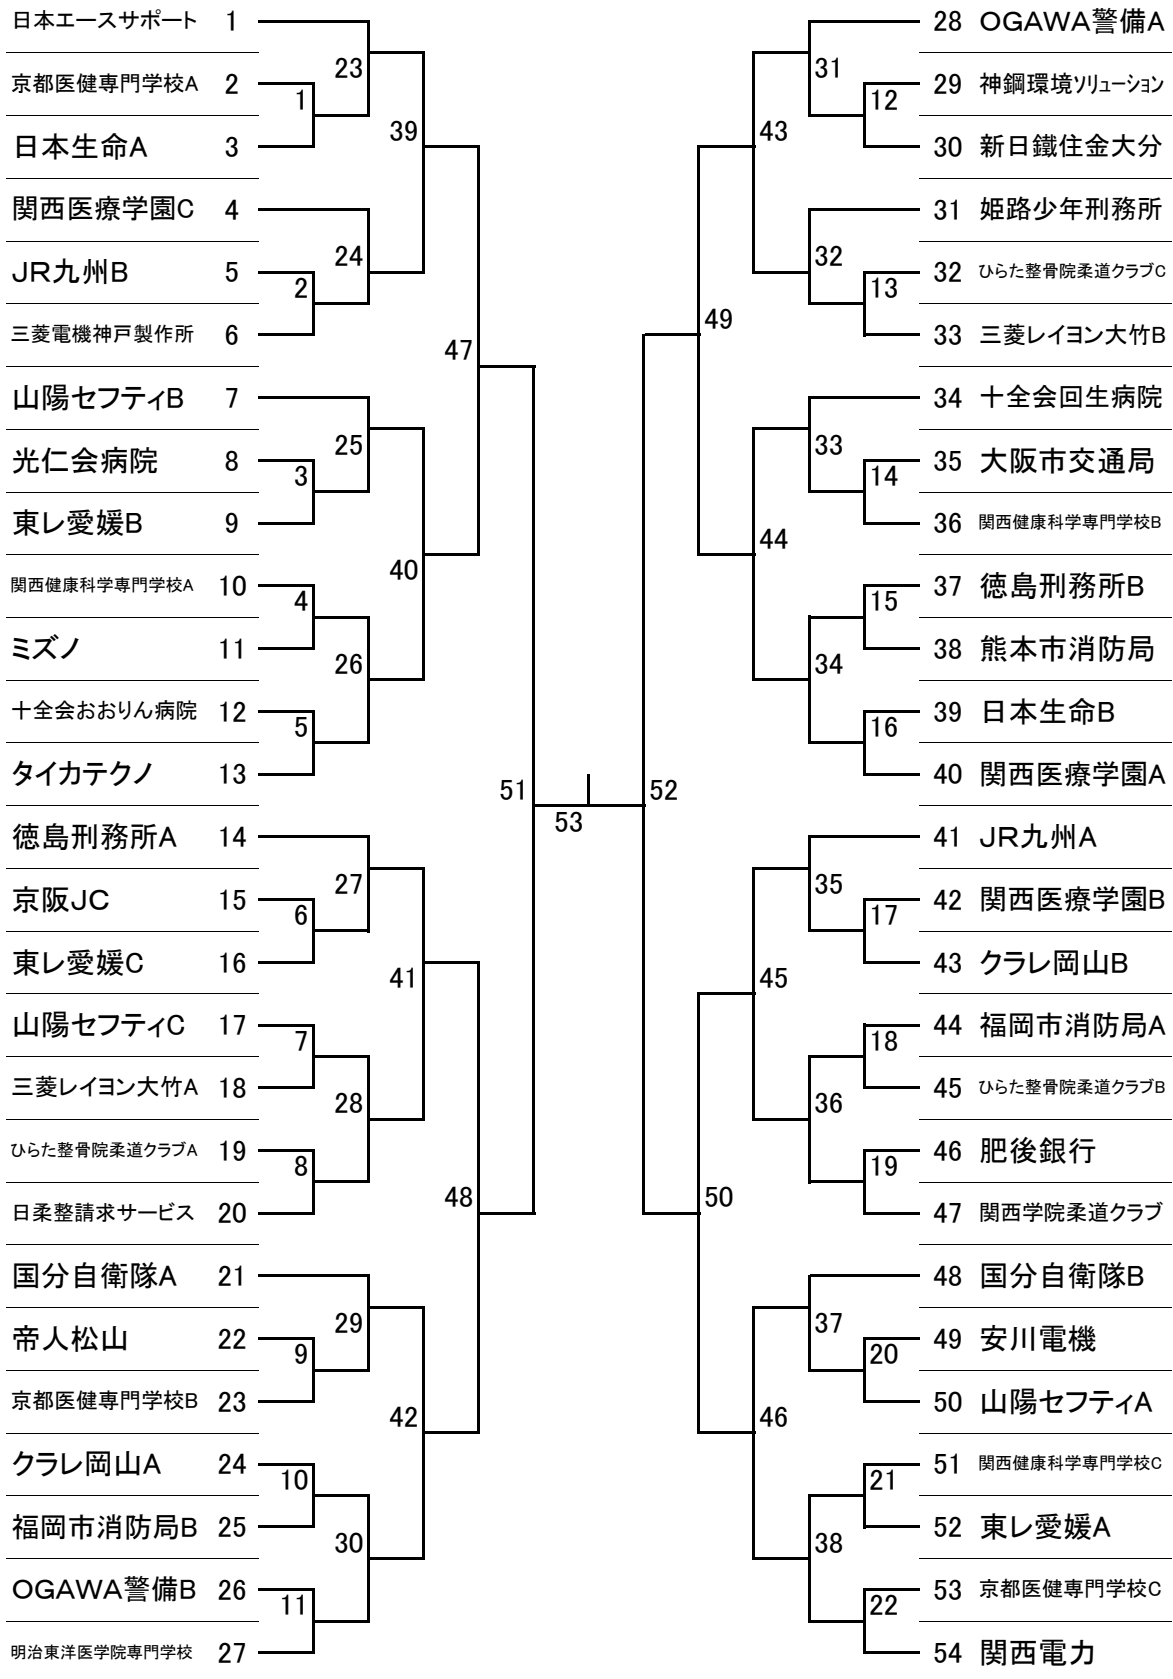 日本エースサポート 1
京都医健専門学校A 2
日本生命A 3
関西医療学園C 4
JR九州B 5
三菱電機神戸製作所 6
山陽セフティB 7
光仁会病院 8
東レ愛媛B 9
関西健康科学専門学校A 10
ミズノ 11
十全会おおりん病院 12
タイカテクノ 13
徳島刑務所A 14
京阪JC 15
東レ愛媛C 16
山陽セフティC 17
三菱レイヨン大竹A 18
ひらた整骨院柔道クラブA 19
日柔整請求サービス 20
国分自衛隊A 21
帝人松山 22
京都医健専門学校B 23
クラレ岡山A 24
福岡市消防局B 25
OGAWA警備B 26
明治東洋医学院専門学校 27
1
2
3
4
5
6
7
8
9
10
11
23
24
25
26
27
28
29
30
39
40
41
42
47
48
51
53
52
49
50
43
44
45
46
31
32
33
34
35
36
37
38
12
13
14
15
16
17
18
19
20
21
22
28 OGAWA警備A
29 神鋼環境ソリューション
30 新日鐵住金大分
31 姫路少年刑務所
32 ひらた整骨院柔道クラブC
33 三菱レイヨン大竹B
34 十全会回生病院
35 大阪市交通局
36 関西健康科学専門学校B
37 徳島刑務所B
38 熊本市消防局
39 日本生命B
40 関西医療学園A
41 JR九州A
42 関西医療学園B
43 クラレ岡山B
44 福岡市消防局A
45 ひらた整骨院柔道クラブB
46 肥後銀行
47 関西学院柔道クラブ
48 国分自衛隊B
49 安川電機
50 山陽セフティA
51 関西健康科学専門学校C
52 東レ愛媛A
53 京都医健専門学校C
54 関西電力